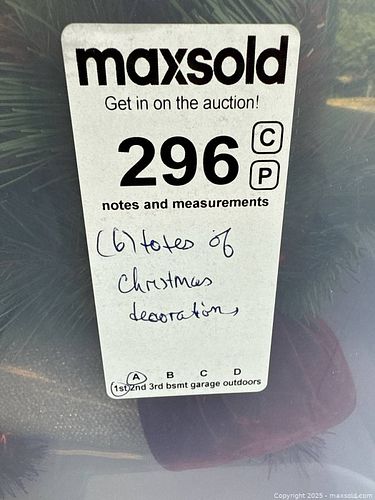 maxsold
Get in on the auction!
296 C
P
notes and measurements
(6) totes of
Christmas
decorations
A B C D
1st 2nd 3rd bsmt garage outdoors
Copyright 2025 - maxsold.com